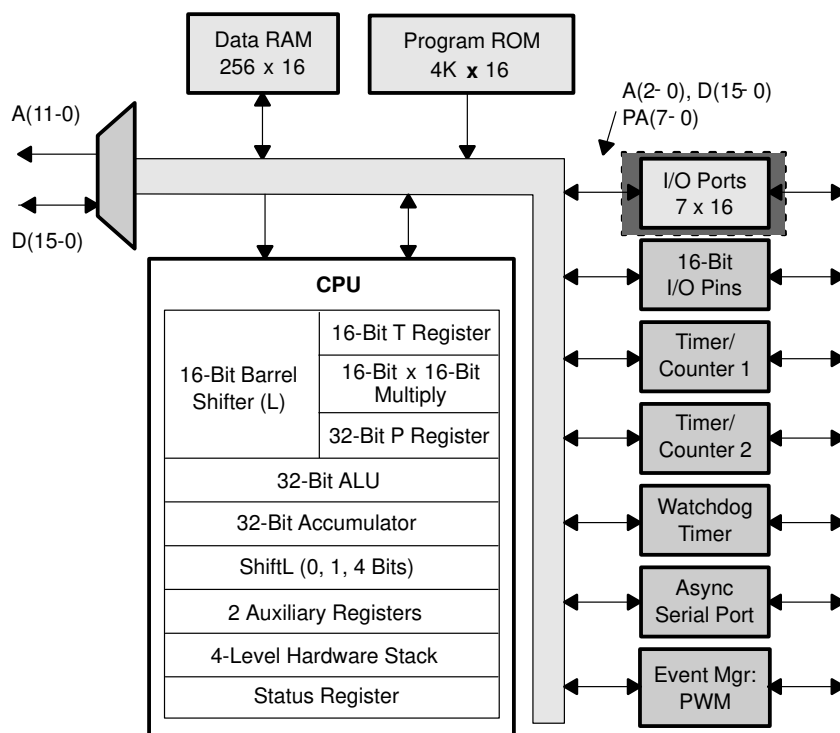 Data RAM
256 x 16
Program ROM
4K x 16
A(11-0)
D(15-0)
A(2- 0), D(15- 0)
PA(7- 0)
CPU
16-Bit Barrel
Shifter (L)
16-Bit T Register
16-Bit x 16-Bit
Multiply
32-Bit P Register
32-Bit ALU
32-Bit Accumulator
ShiftL (0, 1, 4 Bits)
2 Auxiliary Registers
4-Level Hardware Stack
Status Register
I/O Ports
7 x 16
16-Bit
I/O Pins
Timer/
Counter 1
Timer/
Counter 2
Watchdog
Timer
Async
Serial Port
Event Mgr:
PWM